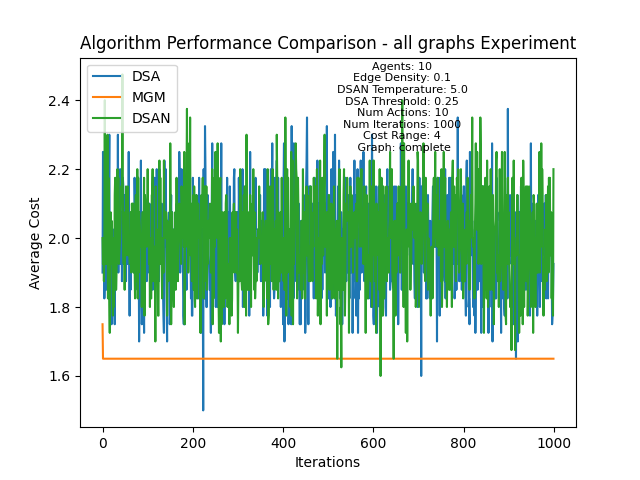 Algorithm Performance Comparison - all graphs Experiment
DSA
MGM
DSAN
Agents: 10
Edge Density: 0.1
DSAN Temperature: 5.0
DSA Threshold: 0.25
Num Actions: 10
Num Iterations: 1000
Cost Range: 4
Graph: complete
Average Cost
2.4
2.2
2.0
1.8
1.6
0
200
400
600
800
1000
Iterations